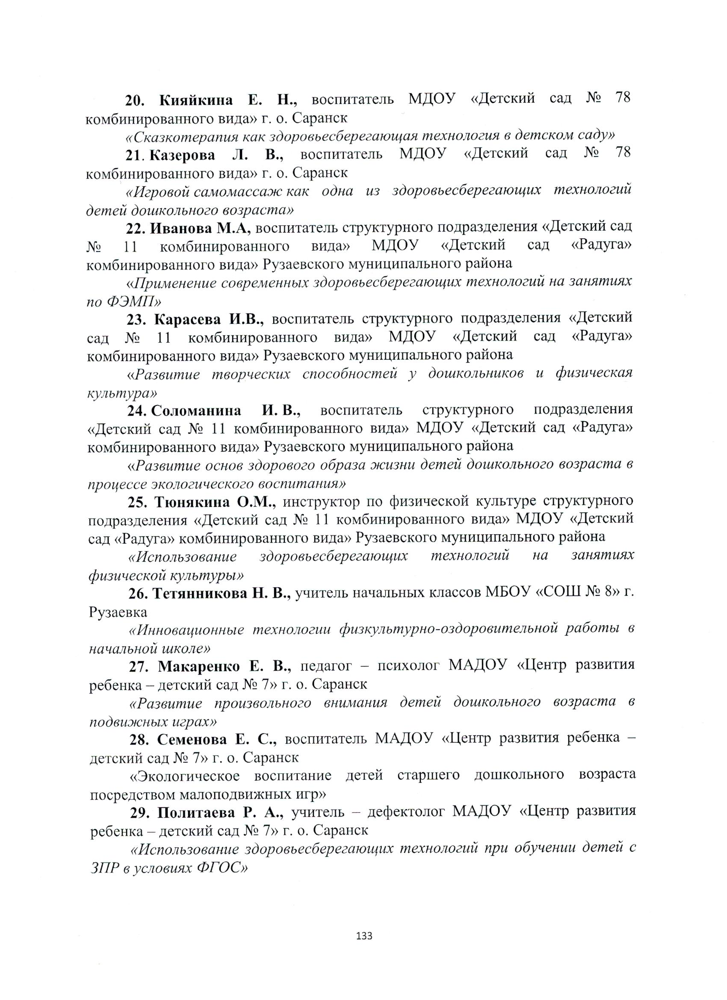 20. Кияйкина Е. Н., воспитатель МДОУ «Детский сад № 78
комбинированного вида» г. о. Саранск
«Сказкотерапия как здоровьесберегающая технология в детском саду»
21. Казерова Л. В., воспитатель МДОУ «Детский сад № 78
комбинированного вида» г. о. Саранск
«Игровой самомассаж как одна из здоровьесберегающих технологий
детей дошкольного возраста»
22. Иванова М.А, воспитатель структурного подразделения «Детский сад
№ 11 комбинированного вида» МДОУ «Детский сад «Радуга»
комбинированного вида» Рузаевского муниципального района
«Применение современных здоровьесберегающих технологий на занятиях
по ФЭМП»
23. Карасева И.В., воспитатель структурного подразделения «Детский
сад № 11 комбинированного вида» МДОУ «Детский сад «Радуга»
комбинированного вида» Рузаевского муниципального района
«Развитие творческих способностей у дошкольников и физическая
культура»
24. Соломанина И. В., воспитатель структурного подразделения
«Детский сад № 11 комбинированного вида» МДОУ «Детский сад «Радуга»
комбинированного вида» Рузаевского муниципального района
«Развитие основ здорового образа жизни детей дошкольного возраста в
процессе экологического воспитания»
25. Тюнякина О.М., инструктор по физической культуре структурного
подразделения «Детский сад № 11 комбинированного вида» МДОУ «Детский
сад «Радуга» комбинированного вида» Рузаевского муниципального района
«Использование здоровьесберегающих технологий на занятиях
физической культуры»
26. Тетянникова Н. В., учитель начальных классов МБОУ «СОШ № 8» г.
Рузаевка
«Инновационные технологии физкультурно-оздоровительной работы в
начальной школе»
27. Макаренко Е. В., педагог – психолог МАДОУ «Центр развития
ребенка – детский сад № 7» г. о. Саранск
«Развитие произвольного внимания детей дошкольного возраста в
подвижных играх»
28. Семенова Е. С., воспитатель МАДОУ «Центр развития ребенка –
детский сад № 7» г. о. Саранск
«Экологическое воспитание детей старшего дошкольного возраста
посредством малоподвижных игр»
29. Политаева Р. А., учитель – дефектолог МАДОУ «Центр развития
ребенка – детский сад № 7» г. о. Саранск
«Использование здоровьесберегающих технологий при обучении детей с
ЗПР в условиях ФГОС»
133